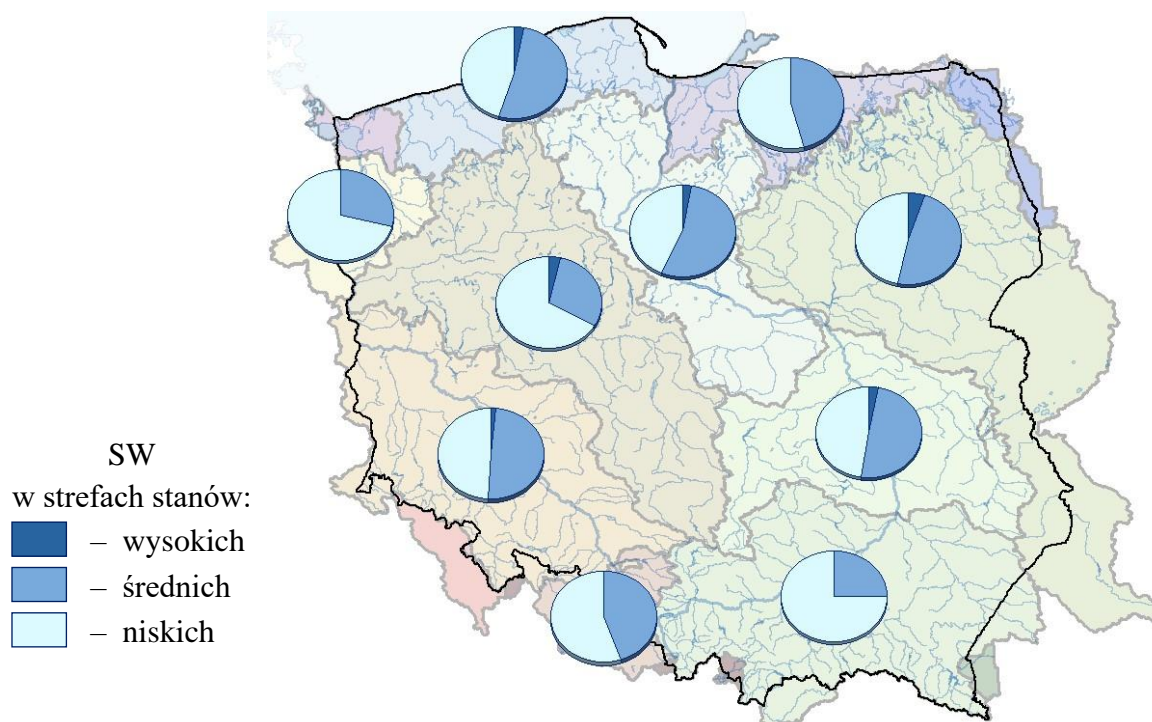 SW
w strefach stanów:
– wysokich
– średnich
– niskich